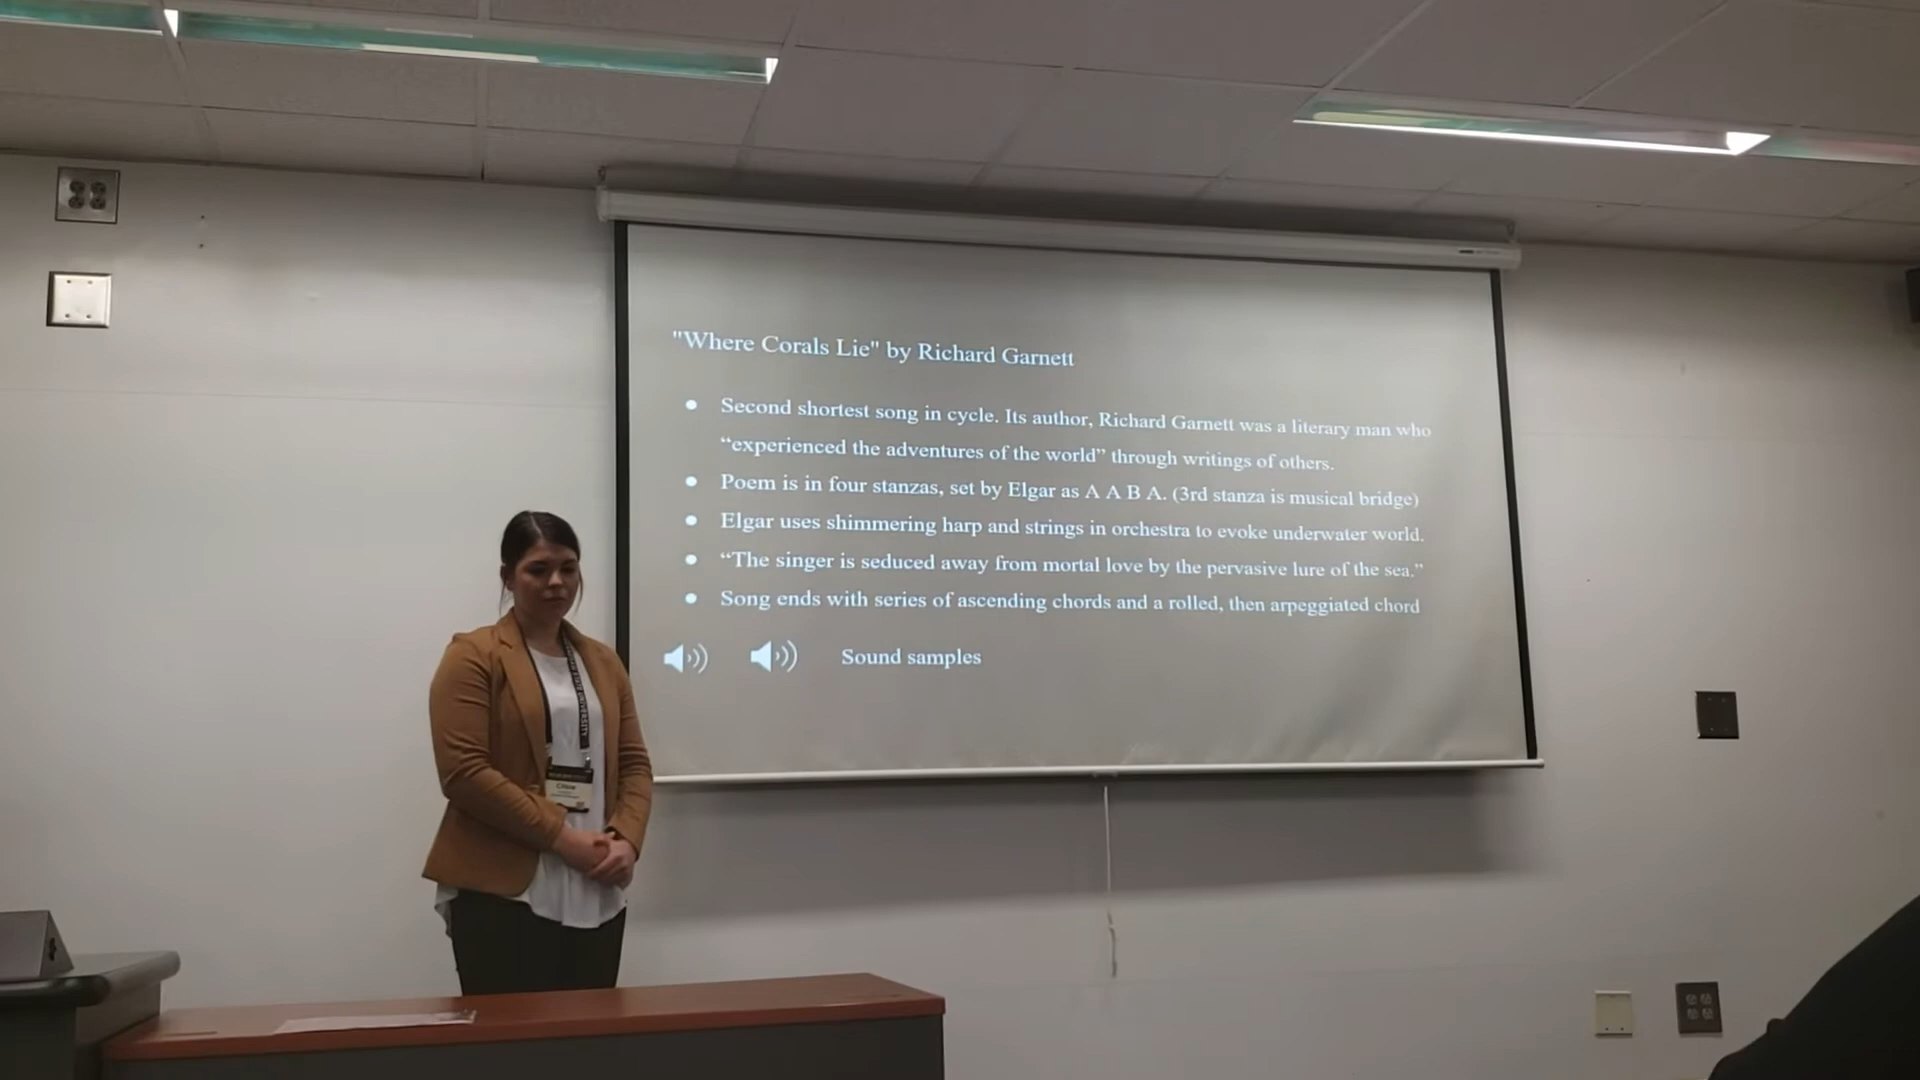 "Where Corals Lie" by Richard Garnett
● Second shortest song in cycle. Its author, Richard Garnett was a literary man who
“experienced the adventures of the world” through writings of others.
● Poem is in four stanzas, set by Elgar as A A B A. (3rd stanza is musical bridge)
● Elgar uses shimmering harp and strings in orchestra to evoke underwater world.
● “The singer is seduced away from mortal love by the pervasive lure of the sea.”
● Song ends with series of ascending chords and a rolled, then arpeggiated chord
Sound samples
STATE UNIVERSITY
Chloe